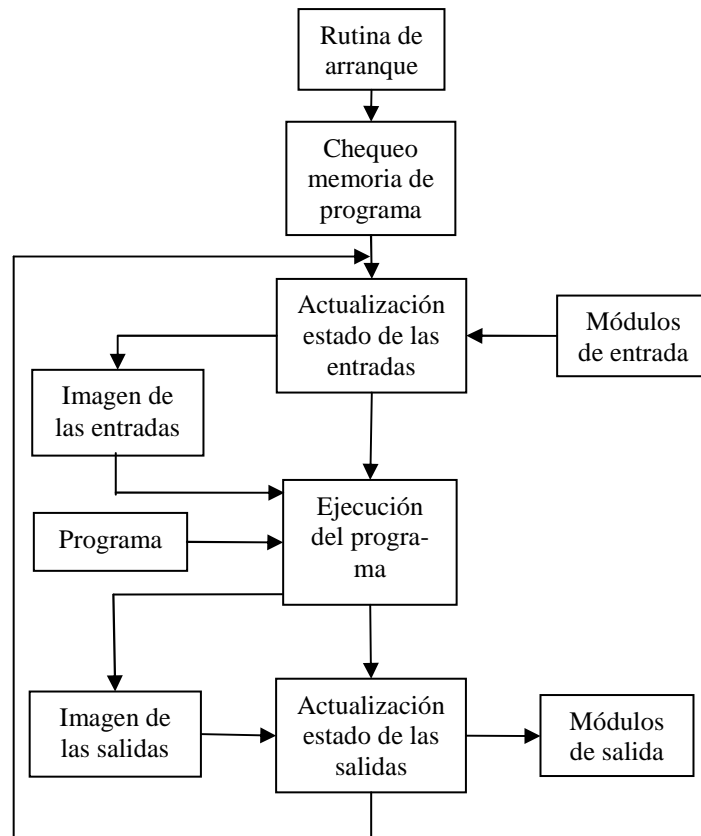 Rutina de
arranque
Chequeo
memoria de
programa
Actualización
estado de las
entradas
Módulos
de entrada
Imagen de
las entradas
Ejecución
del progra-
ma
Programa
Imagen de
las salidas
Actualización
estado de las
salidas
Módulos
de salida